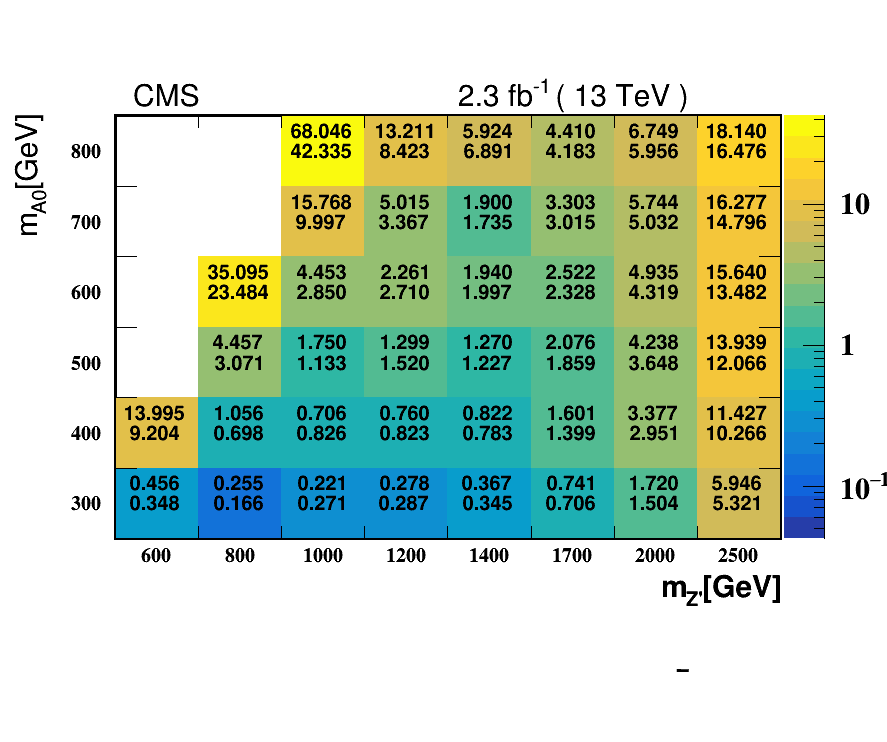 CMS 2.3 fb-1 ( 13 TeV )
mA0[GeV]
800 68.046 13.211 5.924 4.410 6.749 18.140
42.335 8.423 6.891 4.183 5.956 16.476
700 15.768 5.015 1.900 3.303 5.744 16.277
9.997 3.367 1.735 3.015 5.032 14.796
600 35.095 4.453 2.261 1.940 2.522 4.935 15.640
23.484 2.850 2.710 1.997 2.328 4.319 13.482
500 4.457 1.750 1.299 1.270 2.076 4.238 13.939
3.071 1.133 1.520 1.227 1.859 3.648 12.066
400 13.995 1.056 0.706 0.760 0.822 1.601 3.377 11.427
9.204 0.698 0.826 0.823 0.783 1.399 2.951 10.266
300 0.456 0.255 0.221 0.278 0.367 0.741 1.720 5.946
0.348 0.166 0.271 0.287 0.345 0.706 1.504 5.321
600 800 1000 1200 1400 1700 2000 2500
mZ'[GeV]
10
1
10−1